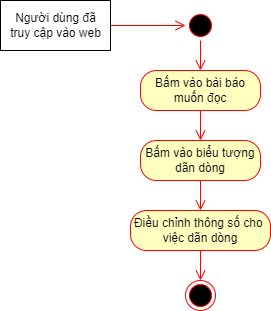 Người dùng đã
truy cập vào web
Bấm vào bài báo
muốn đọc
Bấm vào biểu tượng
dãn dòng
Điều chỉnh thông số cho
việc dãn dòng